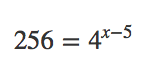 256 = 4^{x-5}